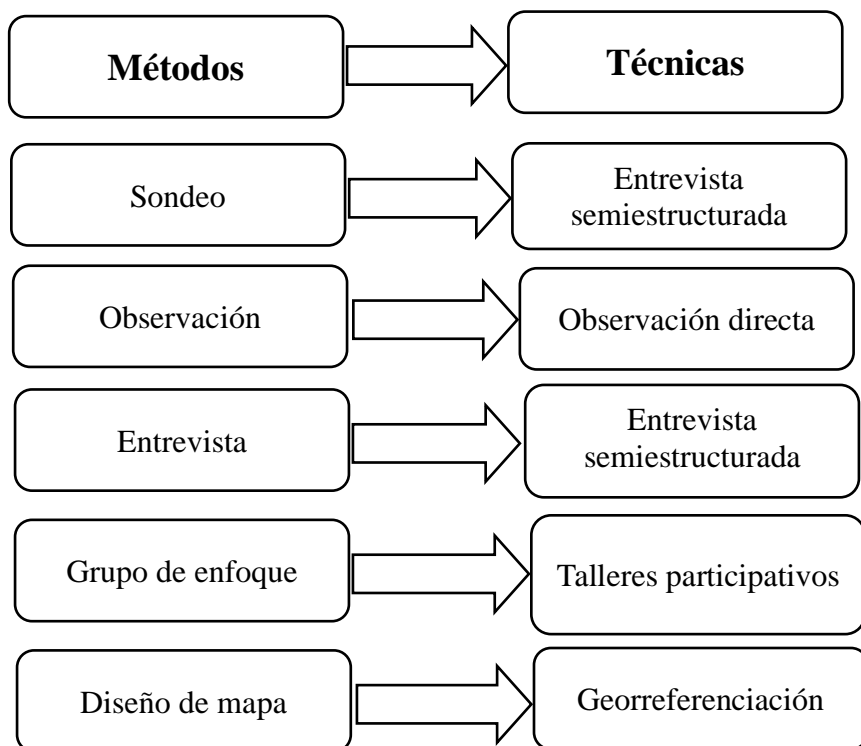 Métodos
Técnicas
Sondeo
Entrevista
semiestructurada
Observación
Observación directa
Entrevista
Entrevista
semiestructurada
Grupo de enfoque
Talleres participativos
Diseño de mapa
Georreferenciación